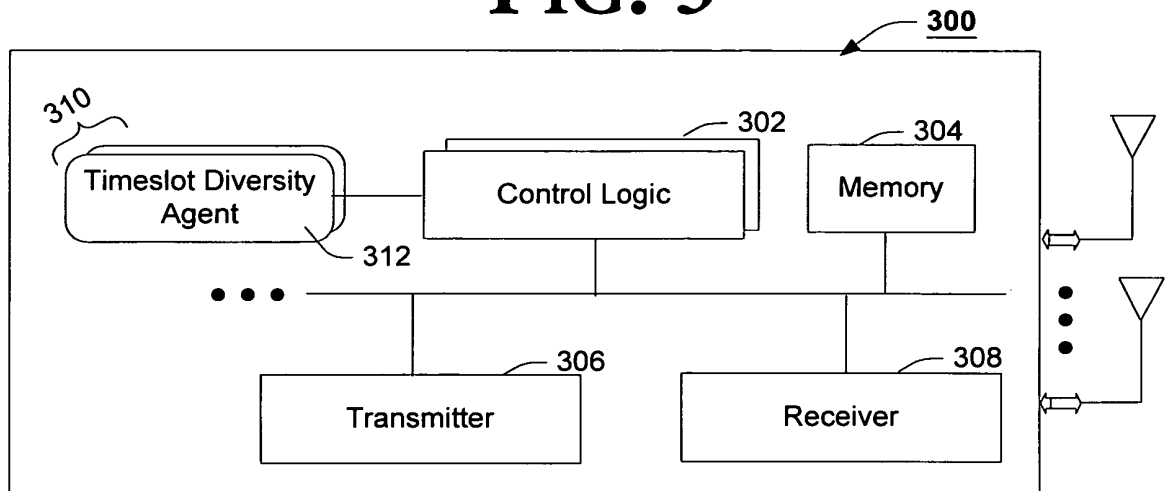 300
310
302
304
Timeslot Diversity
Agent
Control Logic
Memory
312
306
308
Transmitter
Receiver